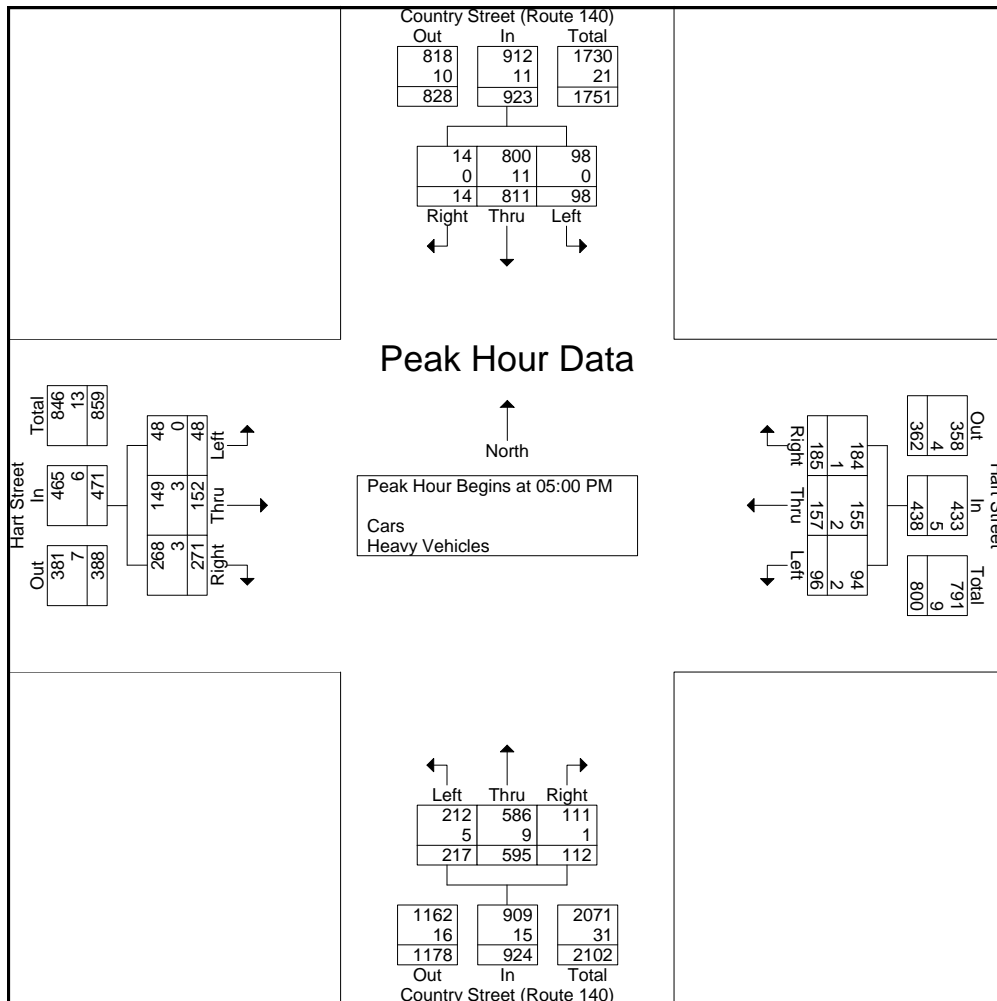 Country Street (Route 140)
Out In Total
818 912 1730
10 11 21
828 923 1751
14 800 98
0 11 0
14 811 98
Right Thru Left
Peak Hour Data
North
Peak Hour Begins at 05:00 PM
Cars
Heavy Vehicles
Hart Street
Out In Total
381 465 846
7 6 13
388 471 859
Left Thru Right
48 149 268
0 3 3
48 152 271
Hart Street
Out In Total
358 433 791
4 5 9
362 438 800
Right Thru Left
184 155 94
1 2 2
185 157 96
Left Thru Right
212 586 111
5 9 1
217 595 112
1162 909 2071
16 15 31
1178 924 2102
Out In Total
Country Street (Route 140)